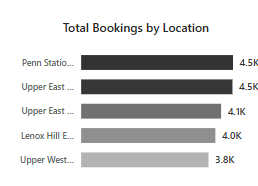 Total Bookings by Location
Penn Statio... 4.5K
Upper East ... 4.5K
Upper East ... 4.1K
Lenox Hill E... 4.0K
Upper West... 3.8K